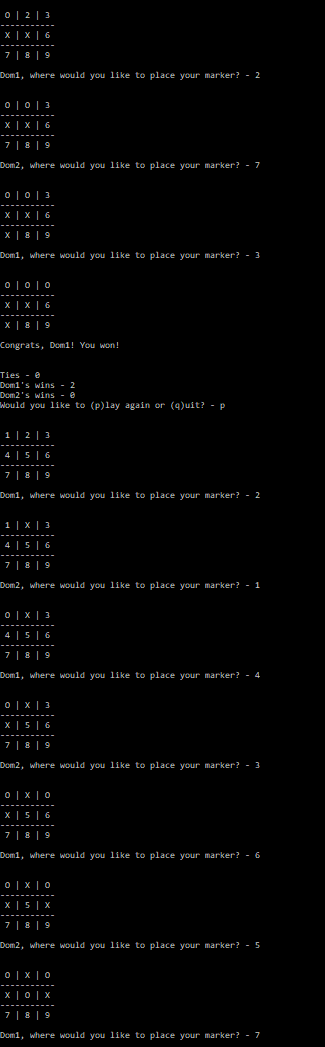 O | 2 | 3
-----------
X | X | 6
-----------
7 | 8 | 9
Dom1, where would you like to place your marker? - 2
O | O | 3
-----------
X | X | 6
-----------
7 | 8 | 9
Dom2, where would you like to place your marker? - 7
O | O | 3
-----------
X | X | 6
-----------
X | 8 | 9
Dom1, where would you like to place your marker? - 3
O | O | O
-----------
X | X | 6
-----------
X | 8 | 9
Congrats, Dom1! You won!
Ties - 0
Dom1's wins - 2
Dom2's wins - 0
Would you like to (p)lay again or (q)uit? - p
1 | 2 | 3
-----------
4 | 5 | 6
-----------
7 | 8 | 9
Dom1, where would you like to place your marker? - 2
1 | X | 3
-----------
4 | 5 | 6
-----------
7 | 8 | 9
Dom2, where would you like to place your marker? - 1
O | X | 3
-----------
4 | 5 | 6
-----------
7 | 8 | 9
Dom1, where would you like to place your marker? - 4
O | X | 3
-----------
X | 5 | 6
-----------
7 | 8 | 9
Dom2, where would you like to place your marker? - 3
O | X | O
-----------
X | 5 | 6
-----------
7 | 8 | 9
Dom1, where would you like to place your marker? - 6
O | X | O
-----------
X | 5 | X
-----------
7 | 8 | 9
Dom2, where would you like to place your marker? - 5
O | X | O
-----------
X | O | X
-----------
7 | 8 | 9
Dom1, where would you like to place your marker? - 7